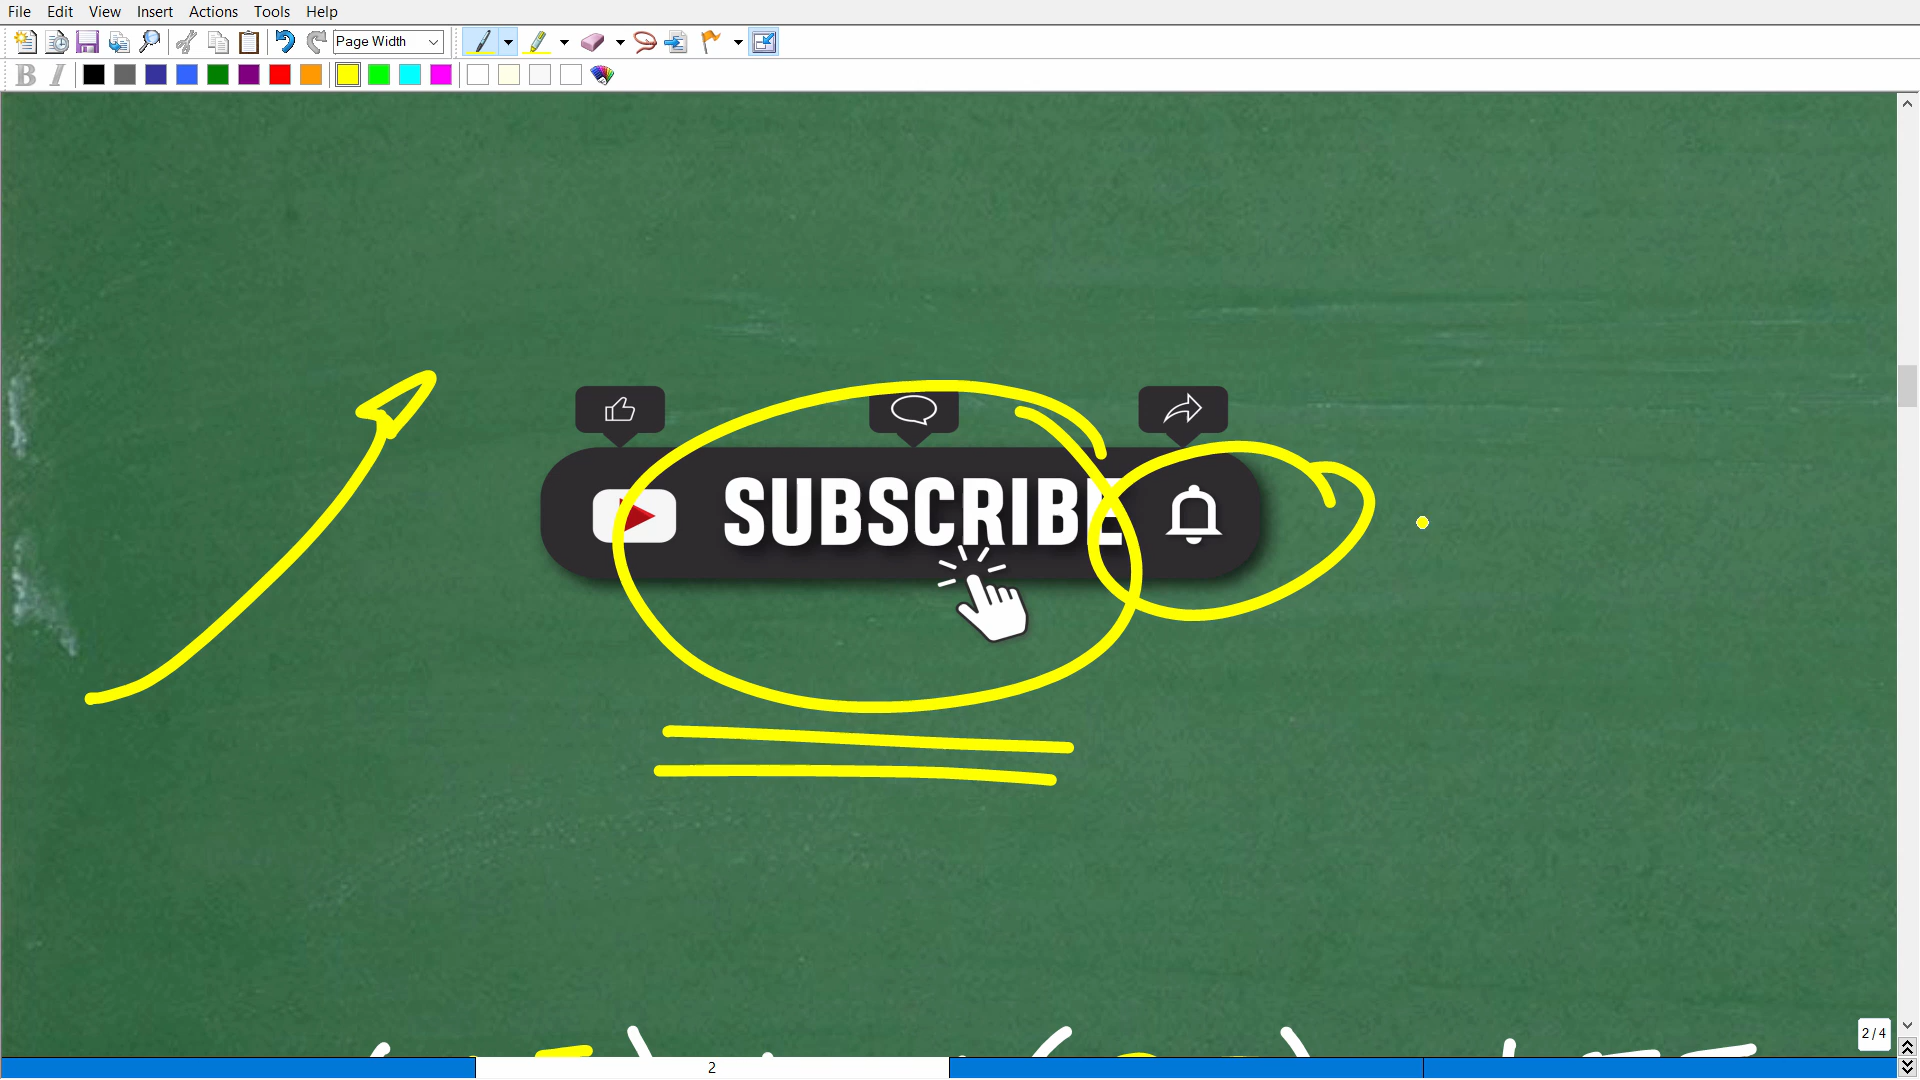 File Edit View Insert Actions Tools Help
Page Width
B I
SUBSCRIBE
2 / 4
2